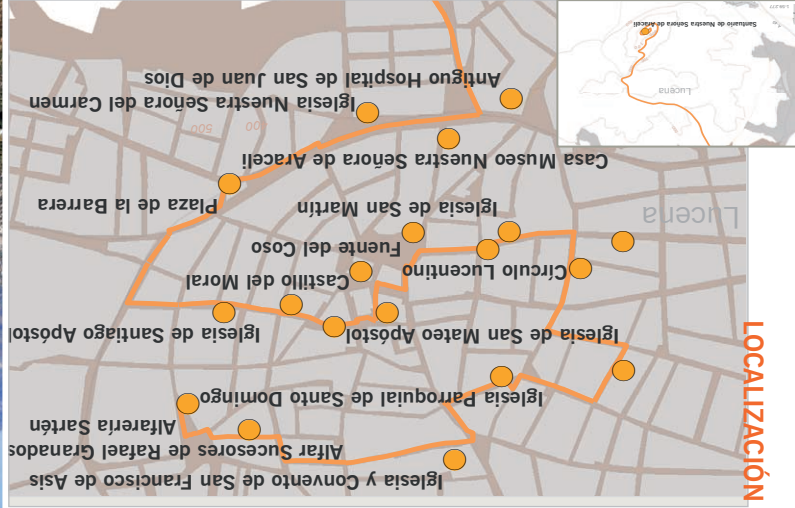 LOCALIZACIÓN
Iglesia y Convento de San Francisco de Asis
Alfar Sucesores de Rafael Granados
Alfarería Sartén
Iglesia Parroquial de Santo Domingo
Iglesia de San Mateo Apóstol
Iglesia de Santiago Apóstol
Círculo Lucentino
Castillo del Moral
Fuente del Coso
Lucena
Iglesia de San Martín
Plaza de la Barrera
Casa Museo Nuestra Señora de Araceli
Iglesia Nuestra Señora del Carmen
500
Antiguo Hospital de San Juan de Dios
Lucena
Santuario de Nuestra Señora de Araceli